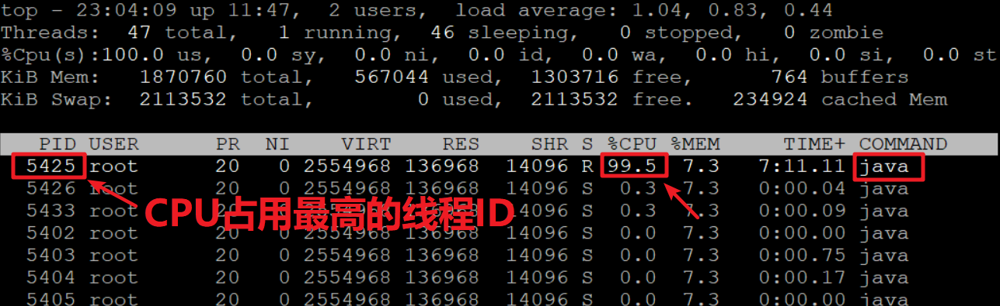 top - 23:04:09 up 11:47,  2 users,  load average: 1.04, 0.83, 0.44
Threads:  47 total,   1 running,  46 sleeping,   0 stopped,   0 zombie
%Cpu(s):100.0 us,  0.0 sy,  0.0 ni,  0.0 id,  0.0 wa,  0.0 hi,  0.0 si,  0.0 st
KiB Mem:   1870760 total,   567044 used,  1303716 free,      764 buffers
KiB Swap:  2113532 total,        0 used,  2113532 free.   234924 cached Mem
PID USER      PR  NI    VIRT    RES    SHR S %CPU %MEM     TIME+ COMMAND
5425 root      20   0 2554968 136968  14096 R 99.5  7.3   7:11.11 java
5426 root      20   0 2554968 136968  14096 S  0.3  7.3   0:00.04 java
5433 root      20   0 2554968 136968  14096 S  0.3  7.3   0:00.09 java
CPU占用最高的线程ID
5402 root      20   0 2554968 136968  14096 S  0.0  7.3   0:00.00 java
5403 root      20   0 2554968 136968  14096 S  0.0  7.3   0:00.75 java
5404 root      20   0 2554968 136968  14096 S  0.0  7.3   0:00.17 java
5405 root      20   0 2554968 136968  14096 S  0.0  7.3   0:00.00 java